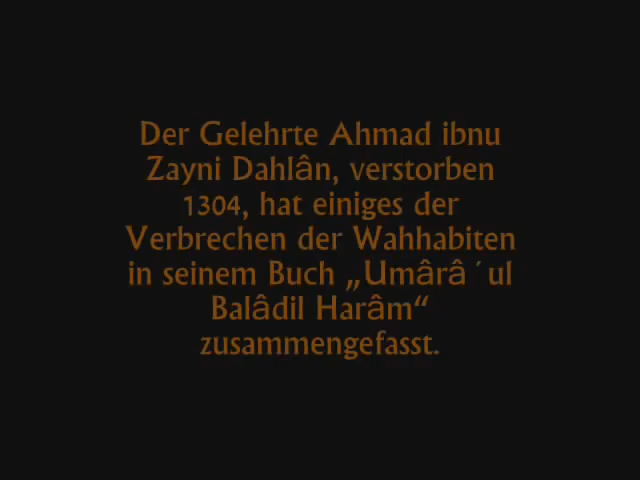 Der Gelehrte Ahmad ibnu
Zayni Dahlân, verstorben
1304, hat einiges der
Verbrechen der Wahhabiten
in seinem Buch „Umârâ´ul
Balâdil Harâm“
zusammengefasst.